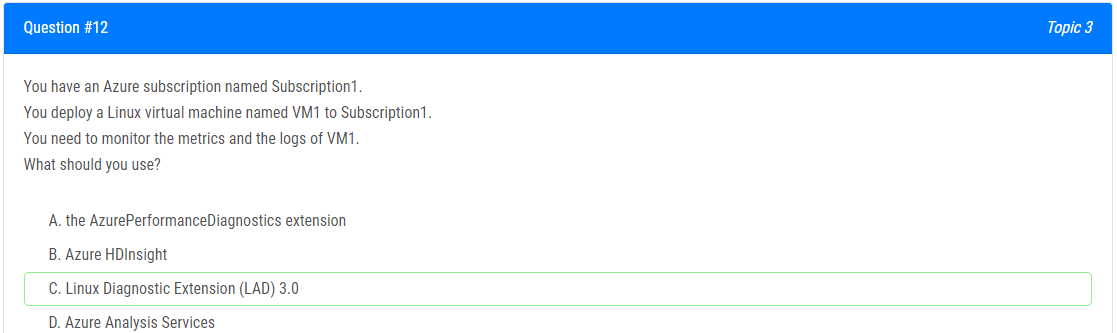 Question #12
Topic 3
You have an Azure subscription named Subscription1.
You deploy a Linux virtual machine named VM1 to Subscription1.
You need to monitor the metrics and the logs of VM1.
What should you use?
A. the AzurePerformanceDiagnostics extension
B. Azure HDInsight
C. Linux Diagnostic Extension (LAD) 3.0
D. Azure Analysis Services